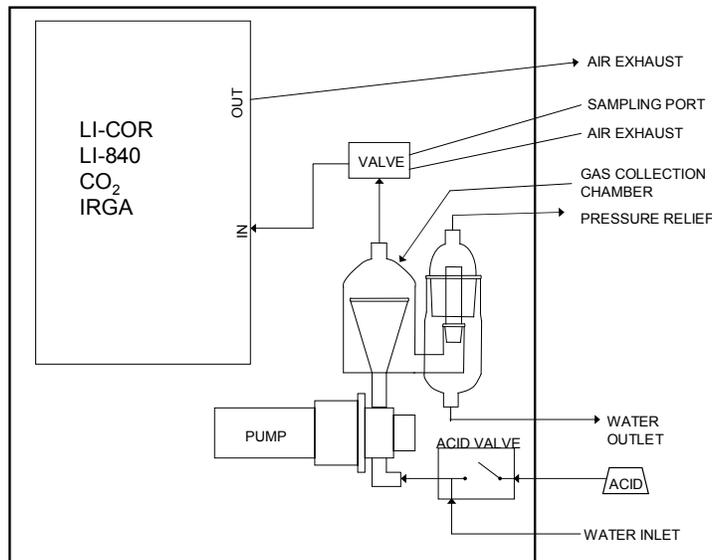 AIR EXHAUST
OUT
SAMPLING PORT
LI-COR
LI-840
CO₂
IRGA
AIR EXHAUST
VALVE
GAS COLLECTION
CHAMBER
PRESSURE RELIEF
IN
WATER
OUTLET
PUMP
ACID VALVE
ACID
WATER INLET